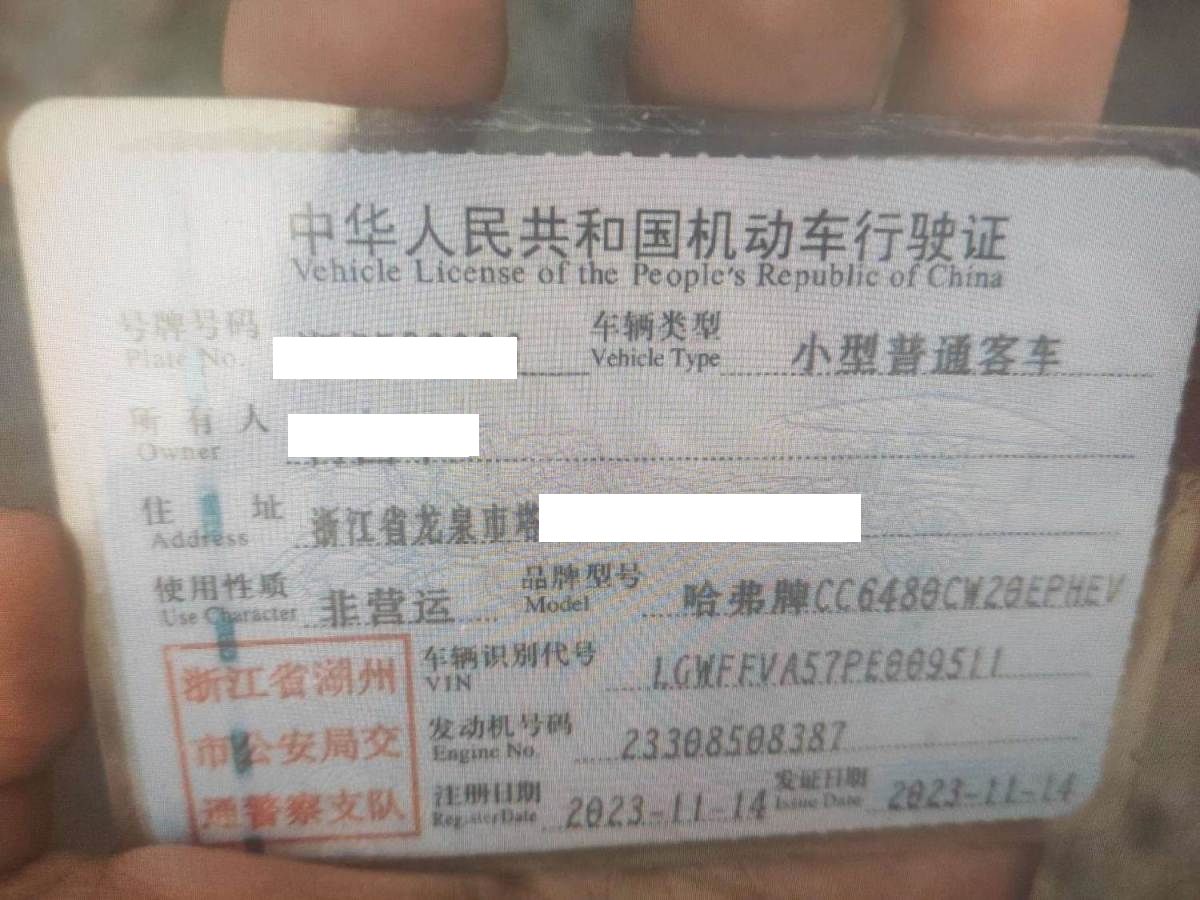 中华人民共和国机动车行驶证
Vehicle License of the People's Republic of China
号牌号码 车辆类型 小型普通客车
Plate No. Vehicle Type
所有人
Owner
住址 浙江省龙泉市塔
Address
使用性质 非营运 品牌型号 哈弗牌CC6480CW20EPHEV
Use Character Model
浙江省湖州
市公安局交
通警察支队
车辆识别代号 LGWFFVA57PE009511
VIN
发动机号码 23308508387
Engine No.
注册日期 2023-11-14 发证日期 2023-11-14
Register Date Issue Date